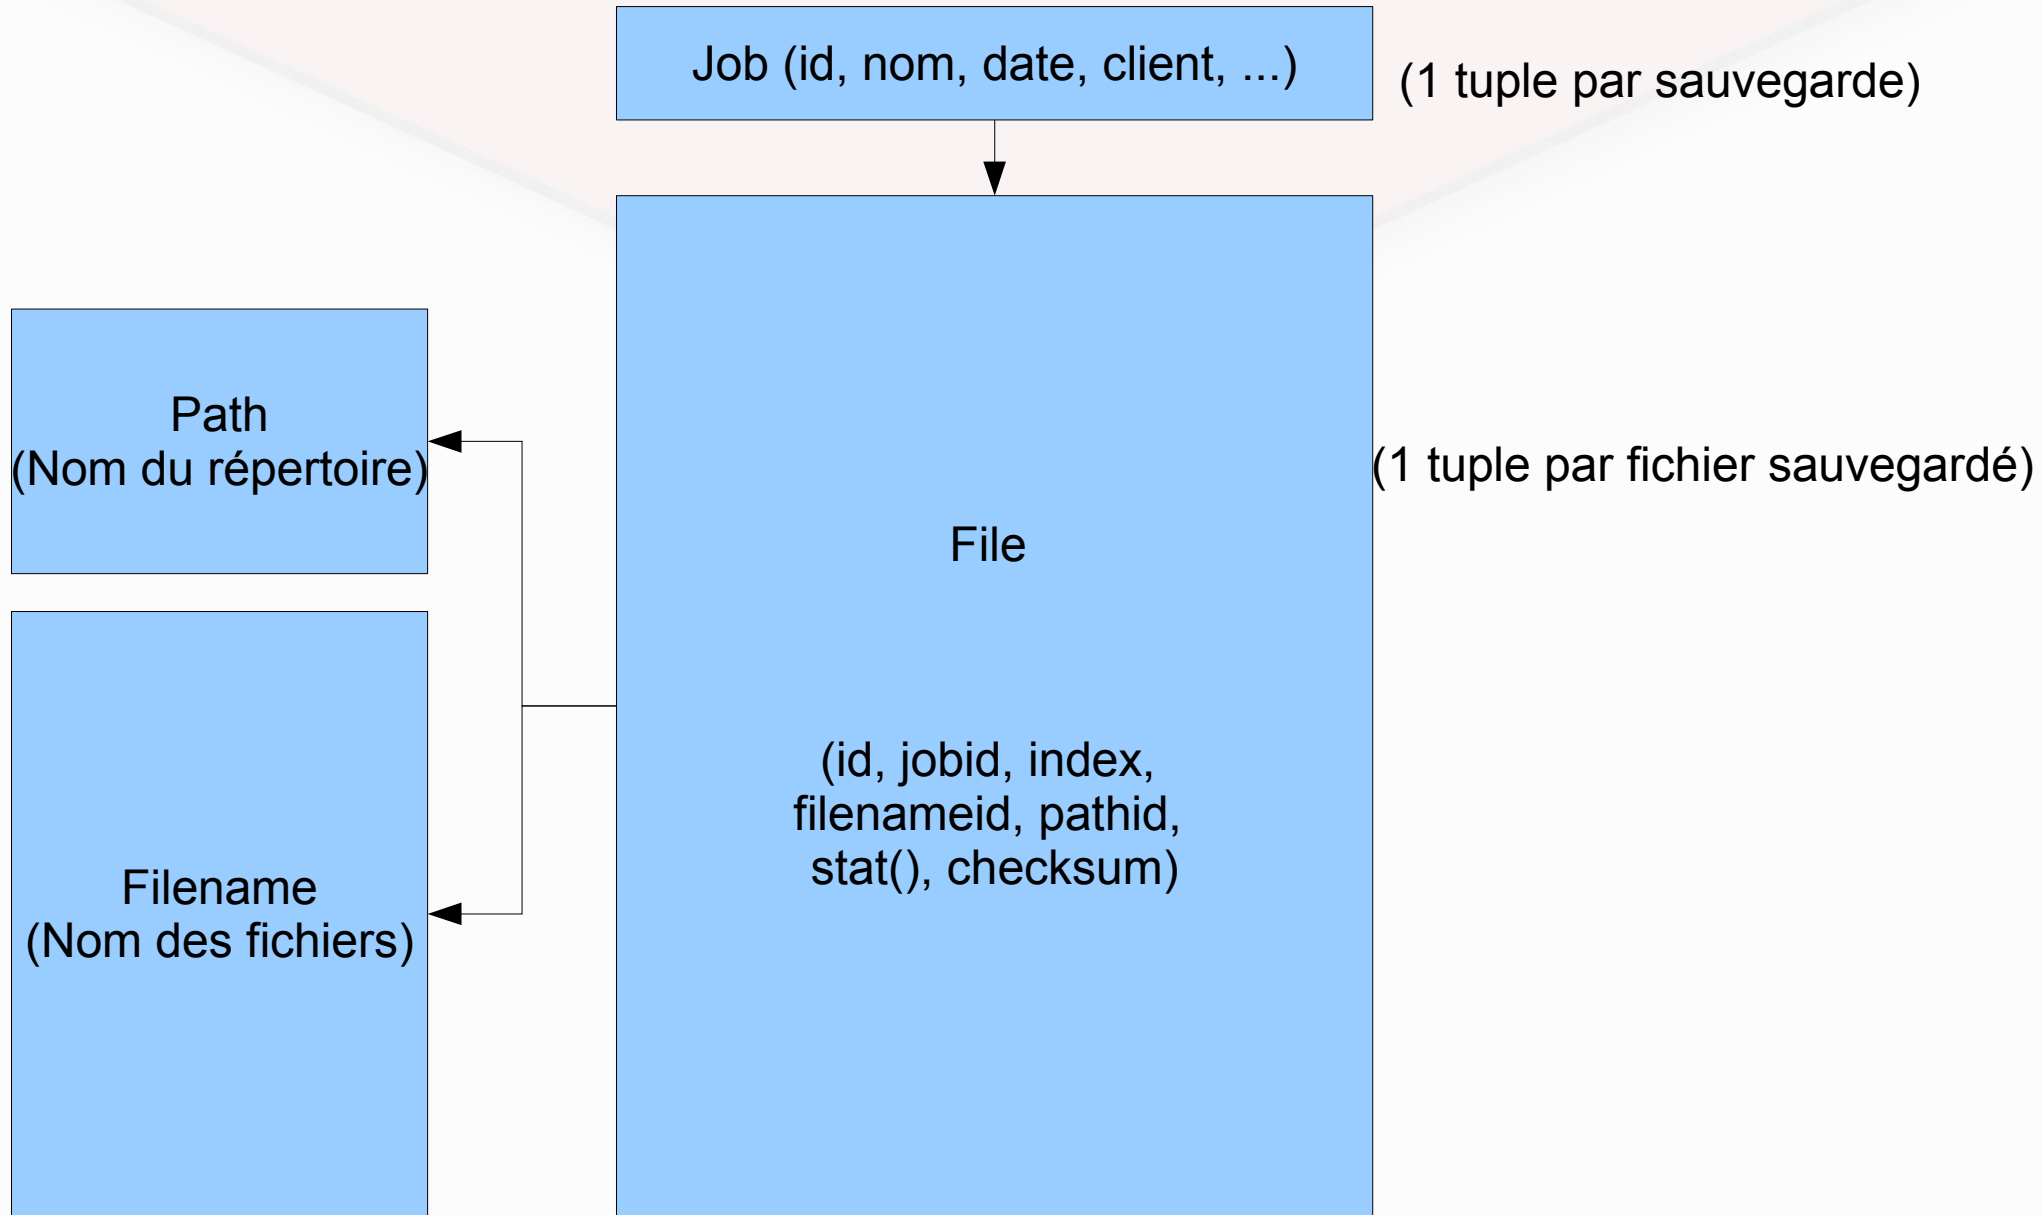 Job (id, nom, date, client, ...)
(1 tuple par sauvegarde)
Path
(Nom du répertoire)
(1 tuple par fichier sauvegardé)
File
(id, jobid, index,
filenameid, pathid,
stat(), checksum)
Filename
(Nom des fichiers)